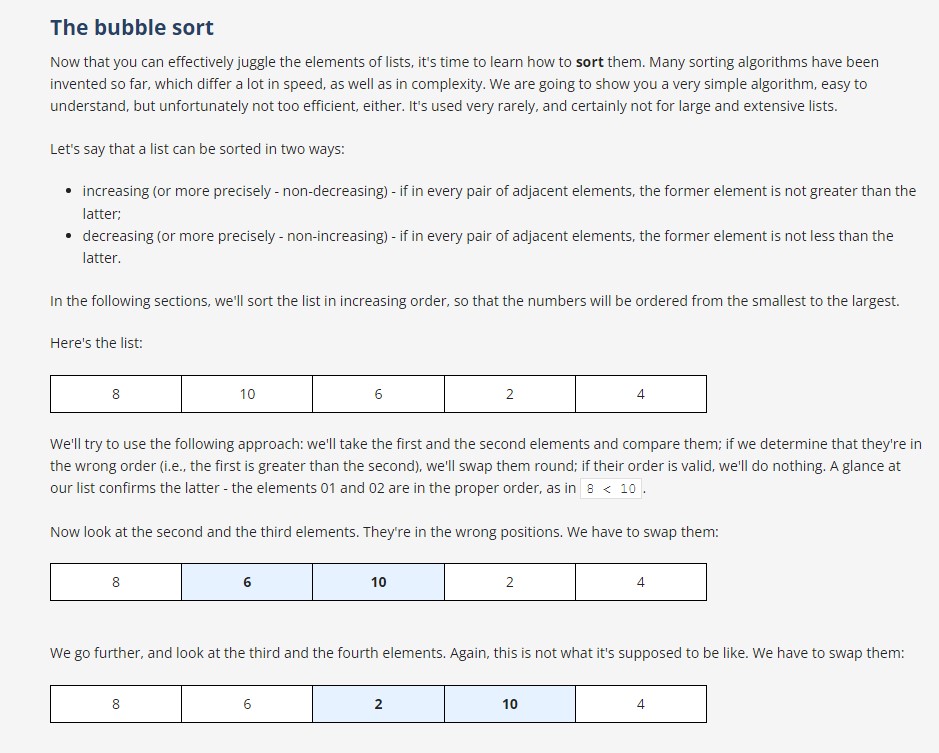 The bubble sort
Now that you can effectively juggle the elements of lists, it's time to learn how to sort them. Many sorting algorithms have been
invented so far, which differ a lot in speed, as well as in complexity. We are going to show you a very simple algorithm, easy to
understand, but unfortunately not too efficient, either. It's used very rarely, and certainly not for large and extensive lists.
Let's say that a list can be sorted in two ways:
• increasing (or more precisely - non-decreasing) - if in every pair of adjacent elements, the former element is not greater than the
latter;
• decreasing (or more precisely - non-increasing) - if in every pair of adjacent elements, the former element is not less than the
latter.
In the following sections, we'll sort the list in increasing order, so that the numbers will be ordered from the smallest to the largest.
Here's the list:
8 10 6 2 4
We'll try to use the following approach: we'll take the first and the second elements and compare them; if we determine that they're in
the wrong order (i.e., the first is greater than the second), we'll swap them round; if their order is valid, we'll do nothing. A glance at
our list confirms the latter - the elements 01 and 02 are in the proper order, as in 8 < 10 .
Now look at the second and the third elements. They're in the wrong positions. We have to swap them:
8 6 10 2 4
We go further, and look at the third and the fourth elements. Again, this is not what it's supposed to be like. We have to swap them:
8 6 2 10 4